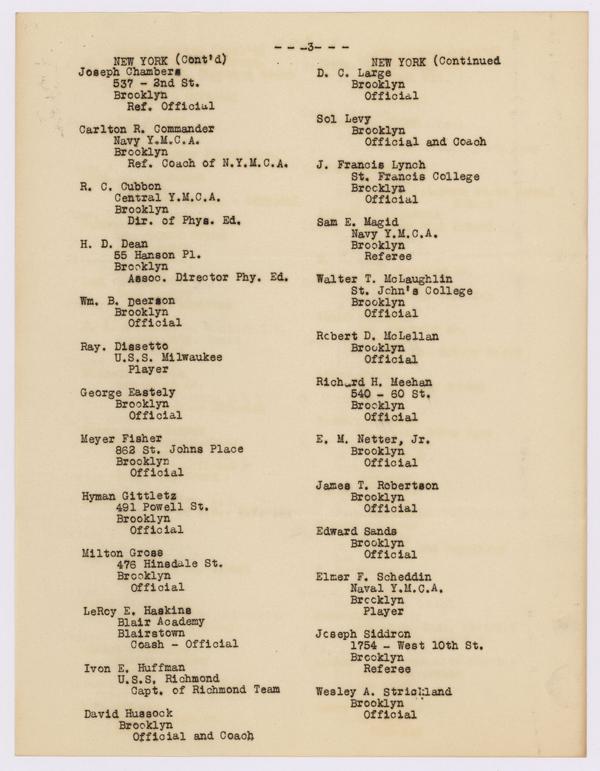 - - -3- - -
NEW YORK (Cont'd)
Joseph Chambers
537 - 2nd St.
Brooklyn
Ref. Official
Carlton R. Commander
Navy Y.M.C.A.
Brooklyn
Ref. Coach of N.Y.M.C.A.
R. C. Cubbon
Central Y.M.C.A.
Brooklyn
Dir. of Phys. Ed.
H. D. Dean
55 Hanson Pl.
Brooklyn
Assoc. Director Phy. Ed.
Wm. B. Deerson
Brooklyn
Official
Ray. Dissetto
U.S.S. Milwaukee
Player
George Eastely
Brooklyn
Official
Meyer Fisher
862 St. Johns Place
Brooklyn
Official
Hyman Gittletz
491 Powell St.
Brooklyn
Official
Milton Gross
476 Hinsdale St.
Brooklyn
Official
LeRoy E. Haskins
Blair Academy
Blairstown
Coash - Official
Ivon E. Huffman
U.S.S. Richmond
Capt. of Richmond Team
David Hussock
Brooklyn
Official and Coach
NEW YORK (Continued
D. C. Large
Brooklyn
Official
Sol Levy
Brooklyn
Official and Coach
J. Francis Lynch
St. Francis College
Brooklyn
Official
Sam E. Magid
Navy Y.M.C.A.
Brooklyn
Referee
Walter T. McLaughlin
St. John's College
Brooklyn
Official
Robert D. McLellan
Brooklyn
Official
Richard H. Meehan
540 - 60 St.
Brooklyn
Official
E. M. Netter, Jr.
Brooklyn
Official
James T. Robertson
Brooklyn
Official
Edward Sands
Brooklyn
Official
Elmer F. Scheddin
Naval Y.M.C.A.
Brooklyn
Player
Joseph Siddron
1754 - West 10th St.
Brooklyn
Referee
Wesley A. Strickland
Brooklyn
Official